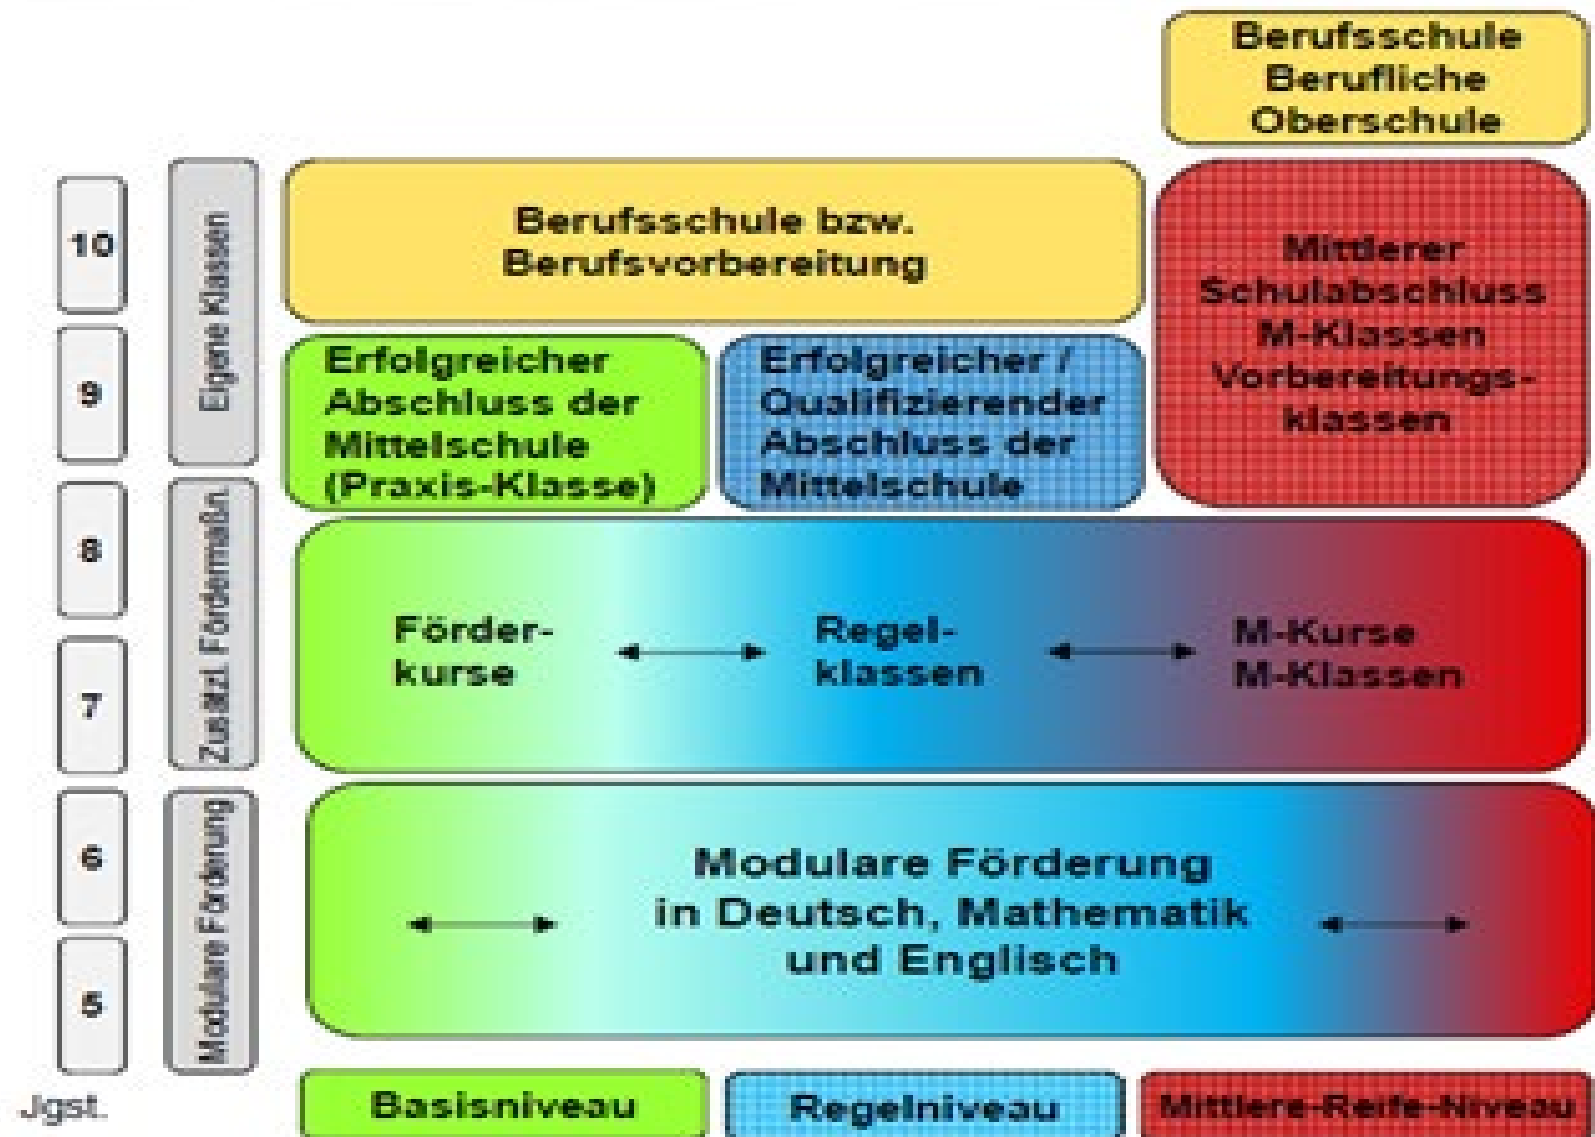 Berufsschule
Berufliche
Oberschule
10
Eigene Klassen
Berufsschule bzw.
Berufsvorbereitung
Mittlerer
Schulabschluss
M-Klassen
Vorbereitungs-
klassen
9
Erfolgreicher
Abschluss der
Mittelschule
(Praxis-Klasse)
Erfolgreicher /
Qualifizierender
Abschluss der
Mittelschule
8
Zusätzl. Fördermaßn.
Förder-
kurse
Regel-
klassen
M-Kurse
M-Klassen
7
6
Modulare Förderung
Modulare Förderung
in Deutsch, Mathematik
und Englisch
5
Jgst.
Basisniveau
Regelniveau
Mittlere-Reife-Niveau